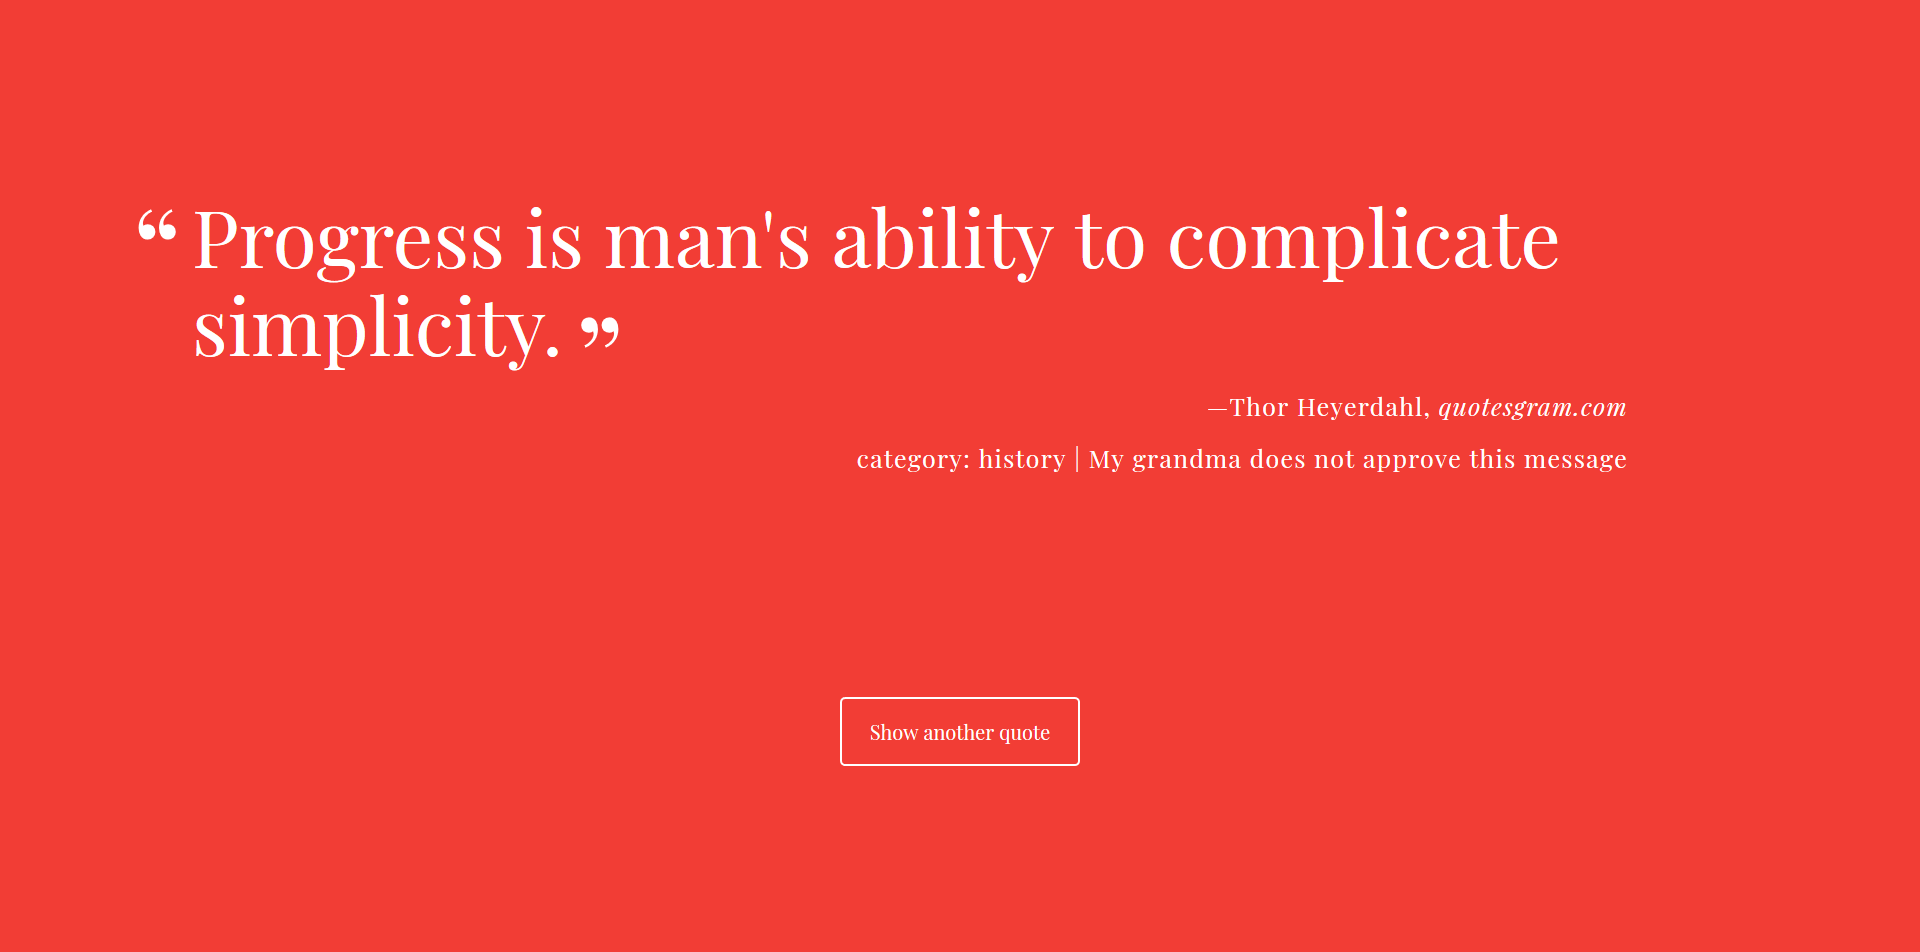 “ Progress is man's ability to complicate
simplicity. ”
—Thor Heyerdahl, quotesgram.com
category: history | My grandma does not approve this message
Show another quote